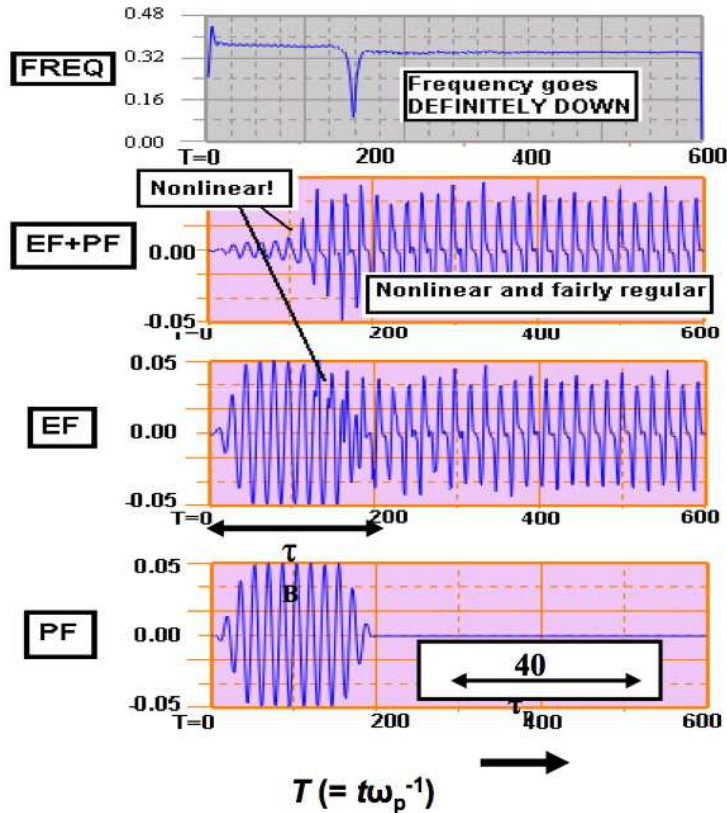 0.48
FREQ
0.32
Frequency goes
DEFINITELY DOWN
0.16
0.00
T=0 200 400 600
Nonlinear!
EF+PF
0.00
Nonlinear and fairly regular
-0.05
200 400 600
0.05
EF
0.00
-0.05
T=0 200 400 600
τ
B
0.05
PF
0.00
40
-0.05
T=0 200 400 600
T (= tωp⁻¹)